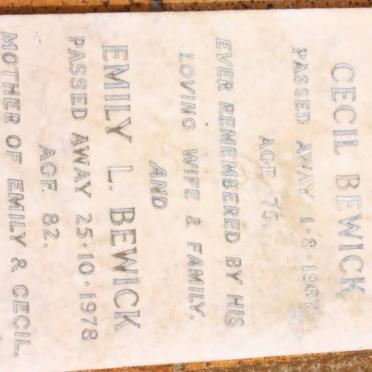 CECIL BEWICK
PASSED AWAY 1·8·1967
AGE 75.
EVER REMEMBERED BY HIS
LOVING WIFE & FAMILY
AND
EMILY L. BEWICK
PASSED AWAY 25·10·1978
AGE 82.
MOTHER OF EMILY & CECIL.